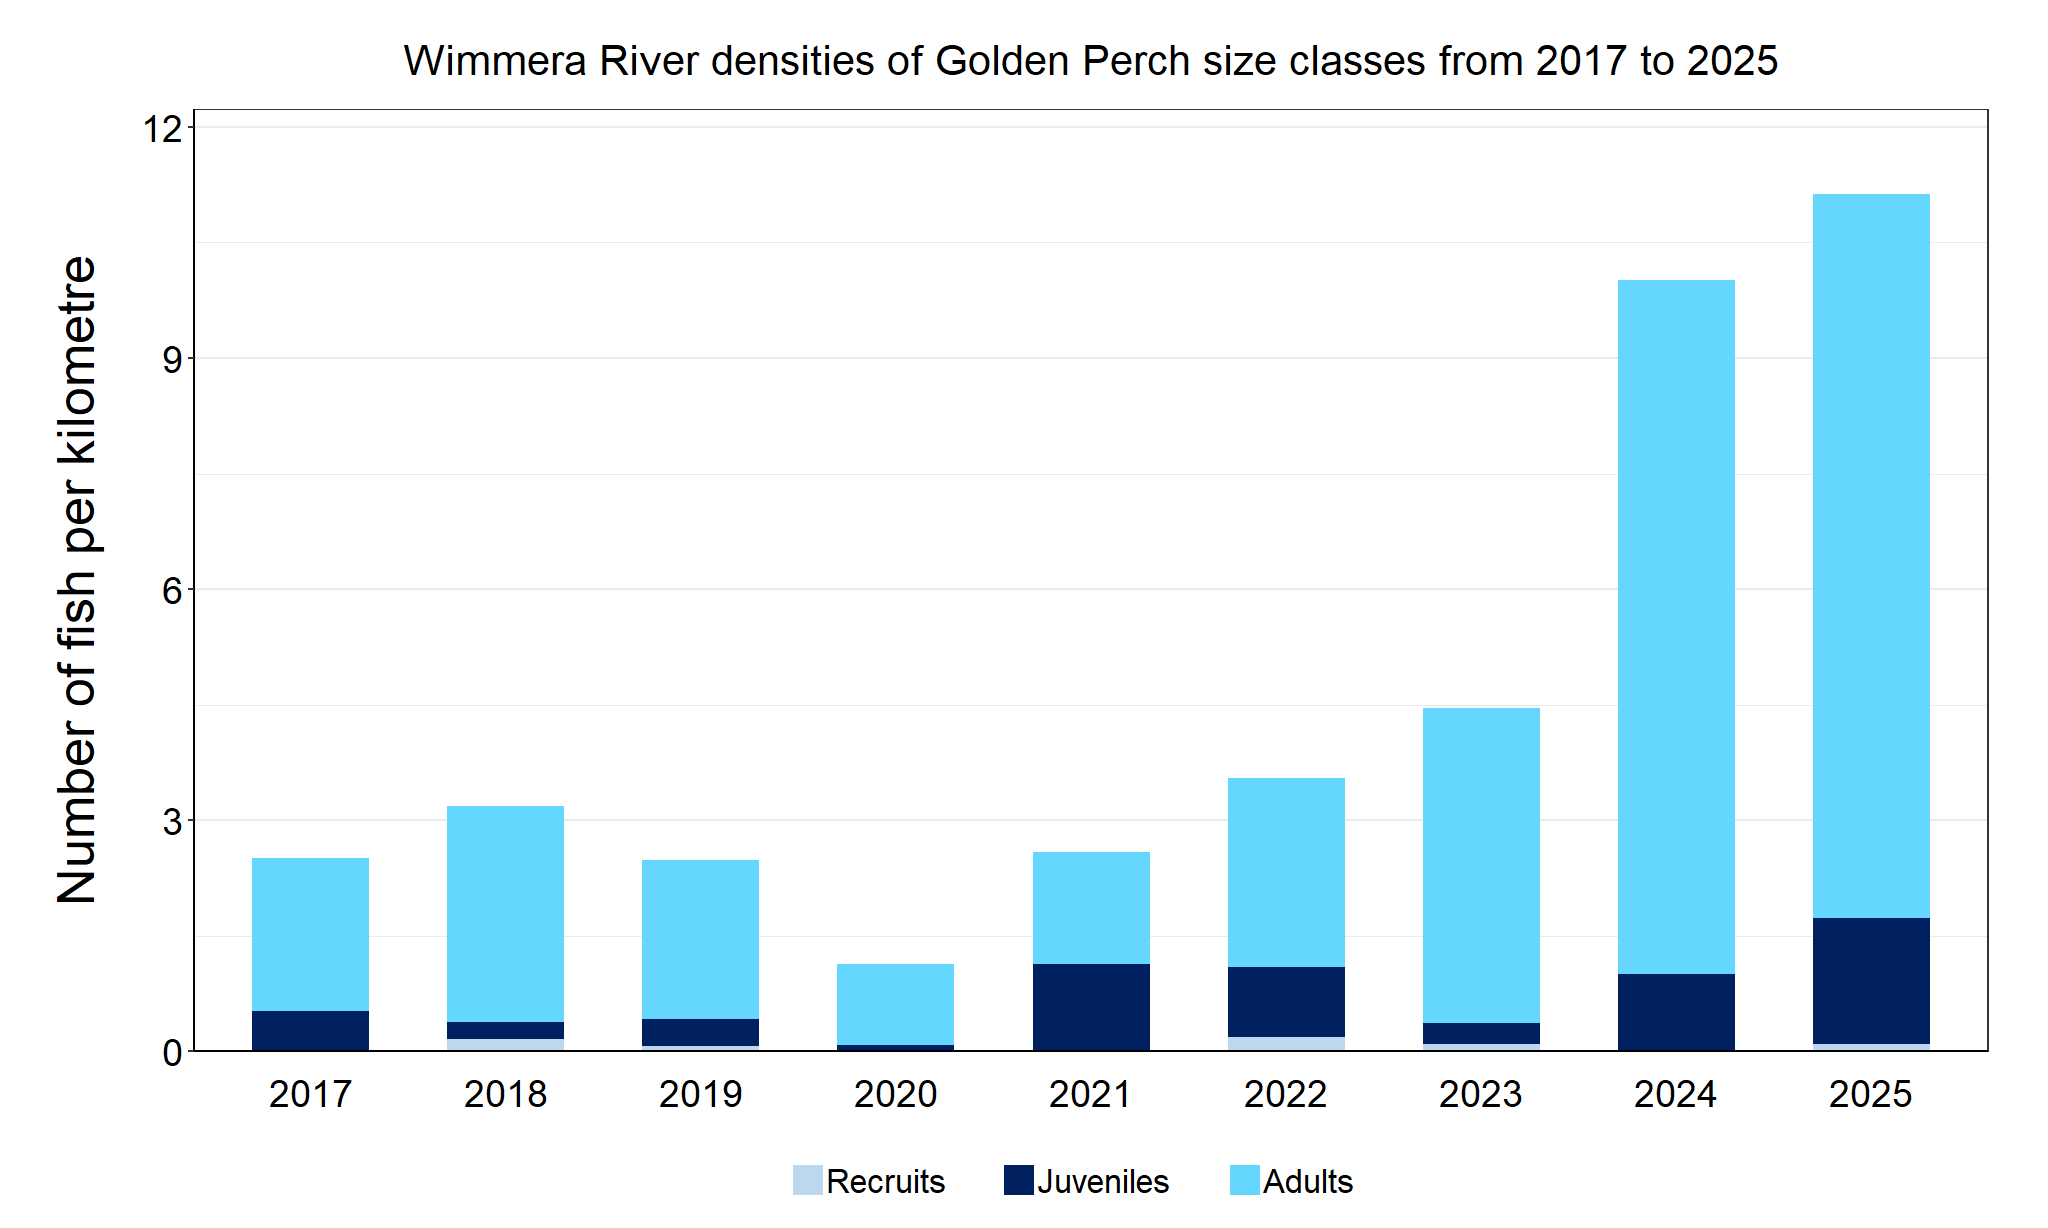 Wimmera River densities of Golden Perch size classes from 2017 to 2025
Number of fish per kilometre
12
9
6
3
0
2017 2018 2019 2020 2021 2022 2023 2024 2025
Recruits Juveniles Adults